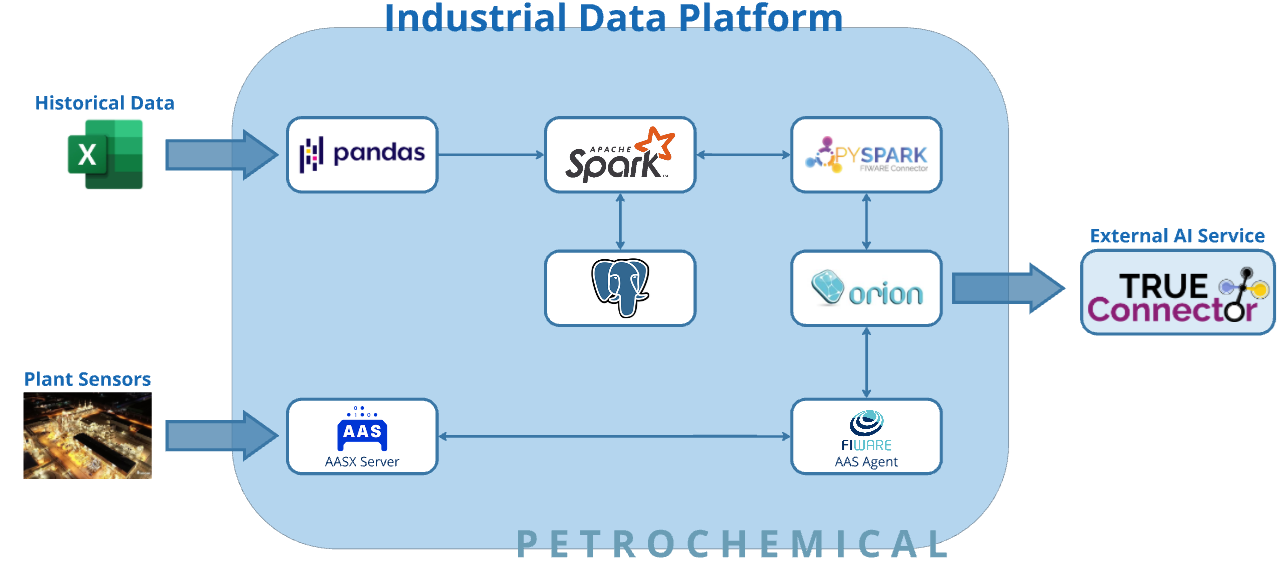 Industrial Data Platform
Historical Data
X
pandas
APACHE
Spark
TM
PYSPARK
FIWARE Connector
External AI Service
orion
TRUE
Connector
Plant Sensors
AAS
AASX Server
FIWARE
AAS Agent
PETROCHEMICAL